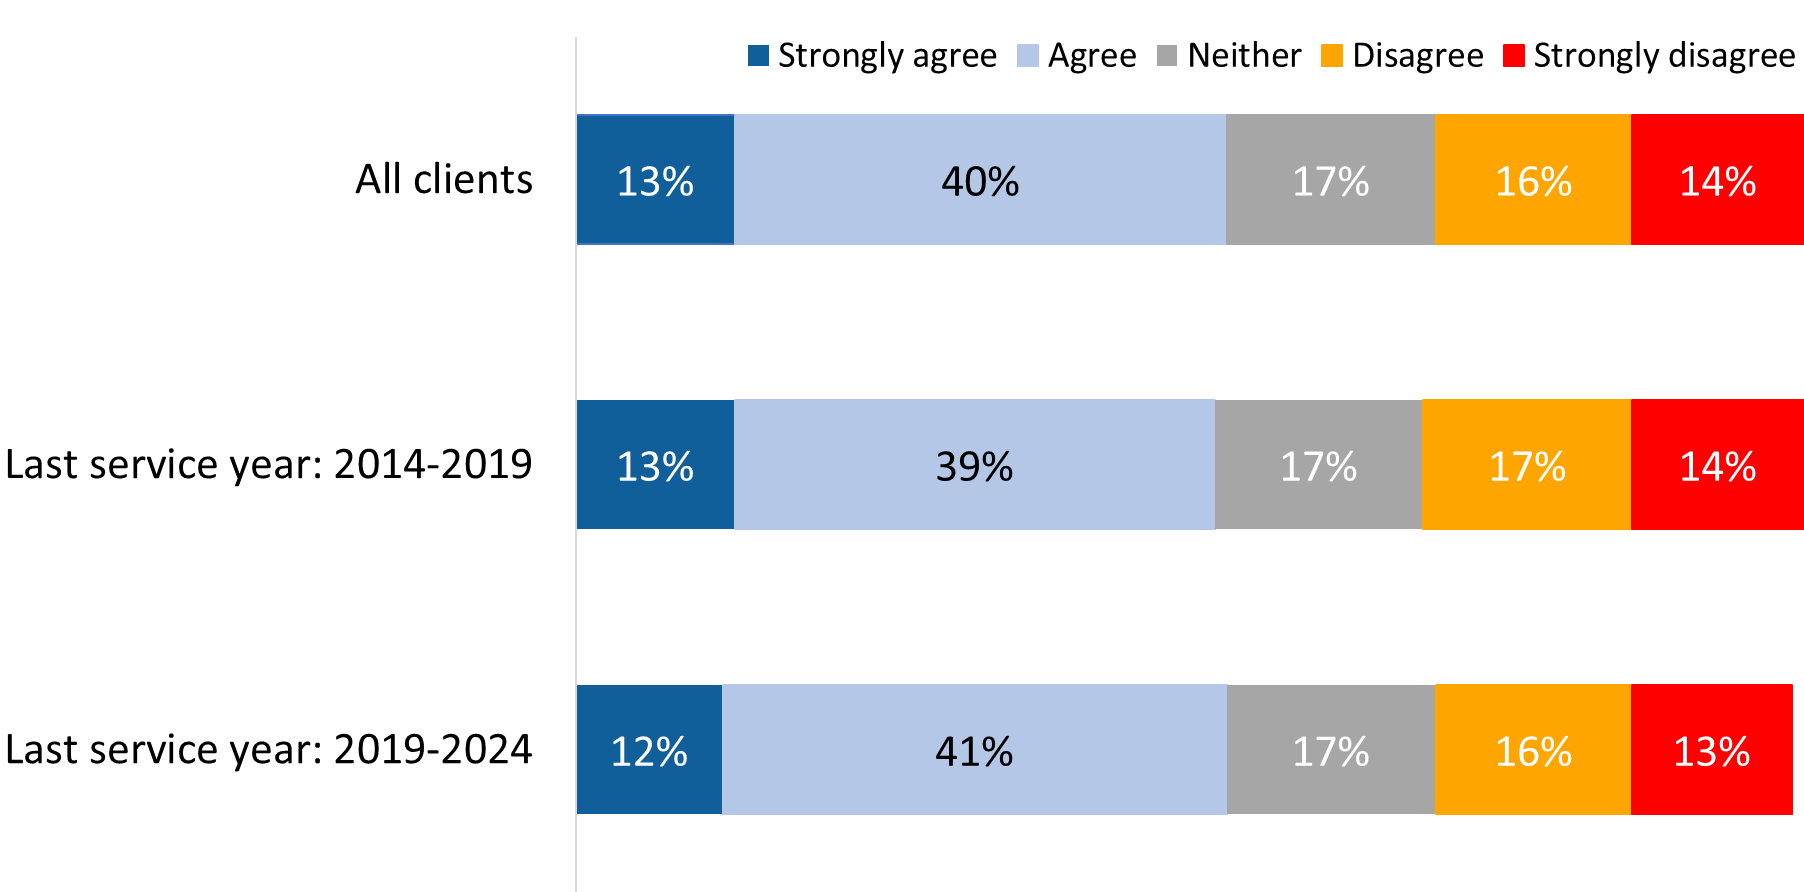 Strongly agree Agree Neither Disagree Strongly disagree
All clients 13% 40% 17% 16% 14%
Last service year: 2014-2019 13% 39% 17% 17% 14%
Last service year: 2019-2024 12% 41% 17% 16% 13%